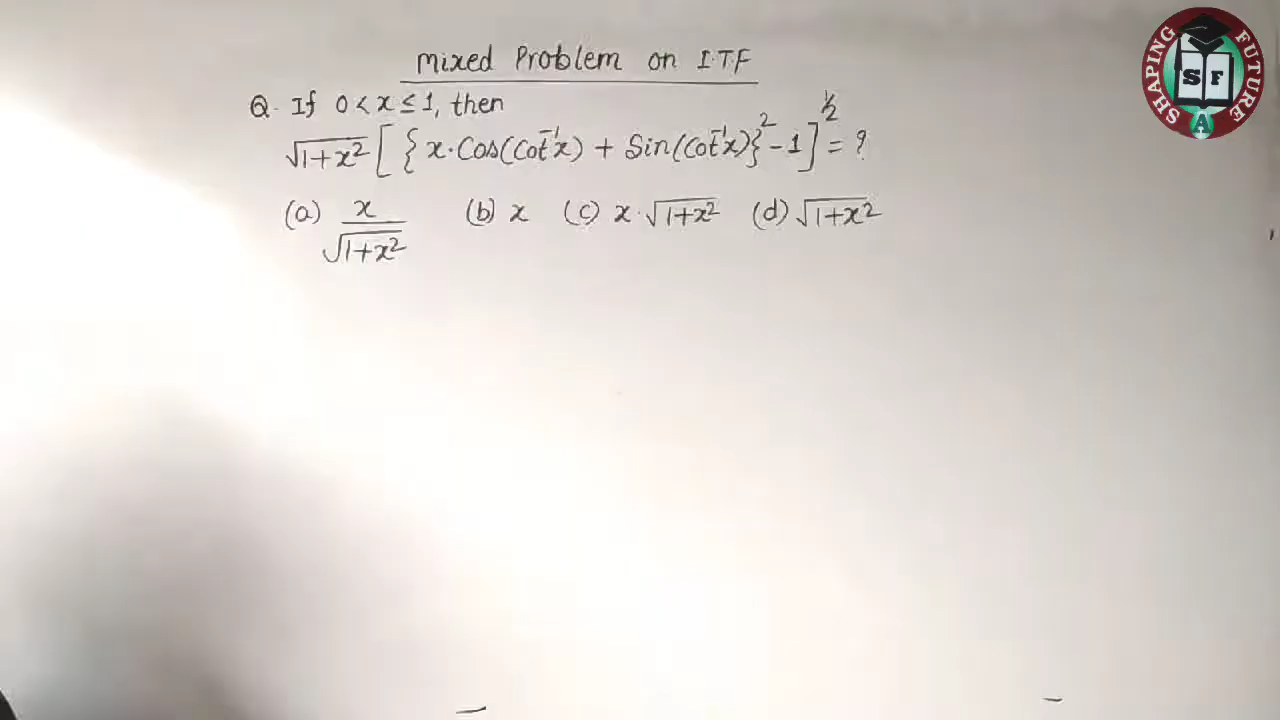 Mixed Problem on I.T.F
Q. If 0 < x ≤ 1, then
√1+x² [ { x·Cos(Cot⁻¹x) + Sin(Cot⁻¹x)}² - 1 ]^½ = ?
(a) x/√1+x² (b) x (c) x·√1+x² (d) √1+x²
SHAPING FUTURE
S F
A